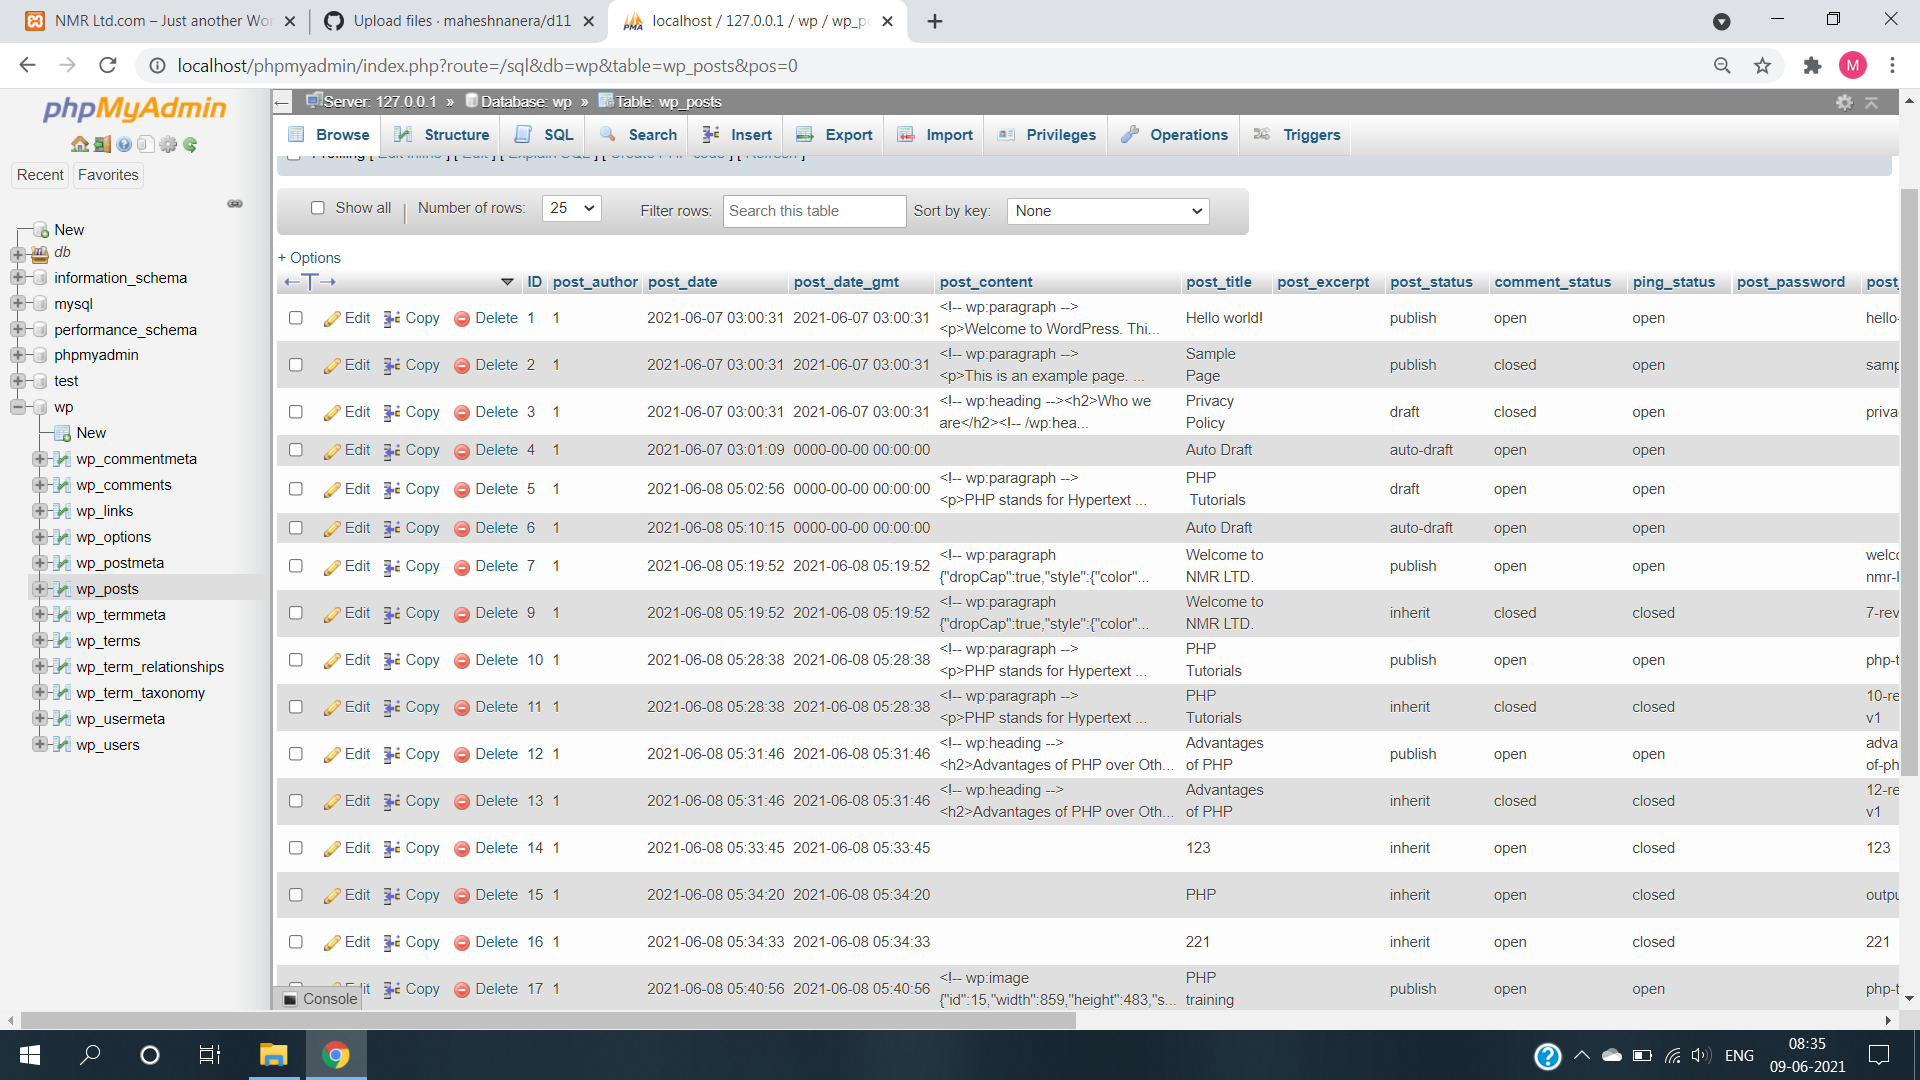 NMR Ltd.com – Just another Wor
Upload files · maheshnanera/d11
localhost / 127.0.0.1 / wp / wp_po
localhost/phpmyadmin/index.php?route=/sql&db=wp&table=wp_posts&pos=0
M
phpMyAdmin
Recent Favorites
New
db
information_schema
mysql
performance_schema
phpmyadmin
test
wp
New
wp_commentmeta
wp_comments
wp_links
wp_options
wp_postmeta
wp_posts
wp_termmeta
wp_terms
wp_term_relationships
wp_term_taxonomy
wp_usermeta
wp_users
Server: 127.0.0.1 » Database: wp » Table: wp_posts
Browse Structure SQL Search Insert Export Import Privileges Operations Triggers
Profiling [ Edit inline ] [ Edit ] [ Explain SQL ] [ Create PHP code ] [ Refresh ]
Show all Number of rows: 25 Filter rows: Search this table Sort by key: None
+ Options
ID post_author post_date post_date_gmt post_content post_title post_excerpt post_status comment_status ping_status post_password post_
Edit Copy Delete 1 1 2021-06-07 03:00:31 2021-06-07 03:00:31 <!-- wp:paragraph --> <p>Welcome to WordPress. Thi... Hello world! publish open open hello-
Edit Copy Delete 2 1 2021-06-07 03:00:31 2021-06-07 03:00:31 <!-- wp:paragraph --> <p>This is an example page. ... Sample Page publish closed open samp
Edit Copy Delete 3 1 2021-06-07 03:00:31 2021-06-07 03:00:31 <!-- wp:heading --><h2>Who we are</h2><!-- /wp:hea... Privacy Policy draft closed open priva
Edit Copy Delete 4 1 2021-06-07 03:01:09 0000-00-00 00:00:00 Auto Draft auto-draft open open
Edit Copy Delete 5 1 2021-06-08 05:02:56 0000-00-00 00:00:00 <!-- wp:paragraph --> <p>PHP stands for Hypertext ... PHP Tutorials draft open open
Edit Copy Delete 6 1 2021-06-08 05:10:15 0000-00-00 00:00:00 Auto Draft auto-draft open open
Edit Copy Delete 7 1 2021-06-08 05:19:52 2021-06-08 05:19:52 <!-- wp:paragraph {"dropCap":true,"style":{"color"... Welcome to NMR LTD. publish open open welco nmr-l
Edit Copy Delete 9 1 2021-06-08 05:19:52 2021-06-08 05:19:52 <!-- wp:paragraph {"dropCap":true,"style":{"color"... Welcome to NMR LTD. inherit closed closed 7-rev
Edit Copy Delete 10 1 2021-06-08 05:28:38 2021-06-08 05:28:38 <!-- wp:paragraph --> <p>PHP stands for Hypertext ... PHP Tutorials publish open open php-t
Edit Copy Delete 11 1 2021-06-08 05:28:38 2021-06-08 05:28:38 <!-- wp:paragraph --> <p>PHP stands for Hypertext ... PHP Tutorials inherit closed closed 10-re v1
Edit Copy Delete 12 1 2021-06-08 05:31:46 2021-06-08 05:31:46 <!-- wp:heading --> <h2>Advantages of PHP over Oth... Advantages of PHP publish open open adva of-ph
Edit Copy Delete 13 1 2021-06-08 05:31:46 2021-06-08 05:31:46 <!-- wp:heading --> <h2>Advantages of PHP over Oth... Advantages of PHP inherit closed closed 12-re v1
Edit Copy Delete 14 1 2021-06-08 05:33:45 2021-06-08 05:33:45 123 inherit open closed 123
Edit Copy Delete 15 1 2021-06-08 05:34:20 2021-06-08 05:34:20 PHP inherit open closed outpu
Edit Copy Delete 16 1 2021-06-08 05:34:33 2021-06-08 05:34:33 221 inherit open closed 221
Edit Copy Delete 17 1 2021-06-08 05:40:56 2021-06-08 05:40:56 <!-- wp:image {"id":15,"width":859,"height":483,"s... PHP training publish open open php-t
Console
ENG
08:35
09-06-2021